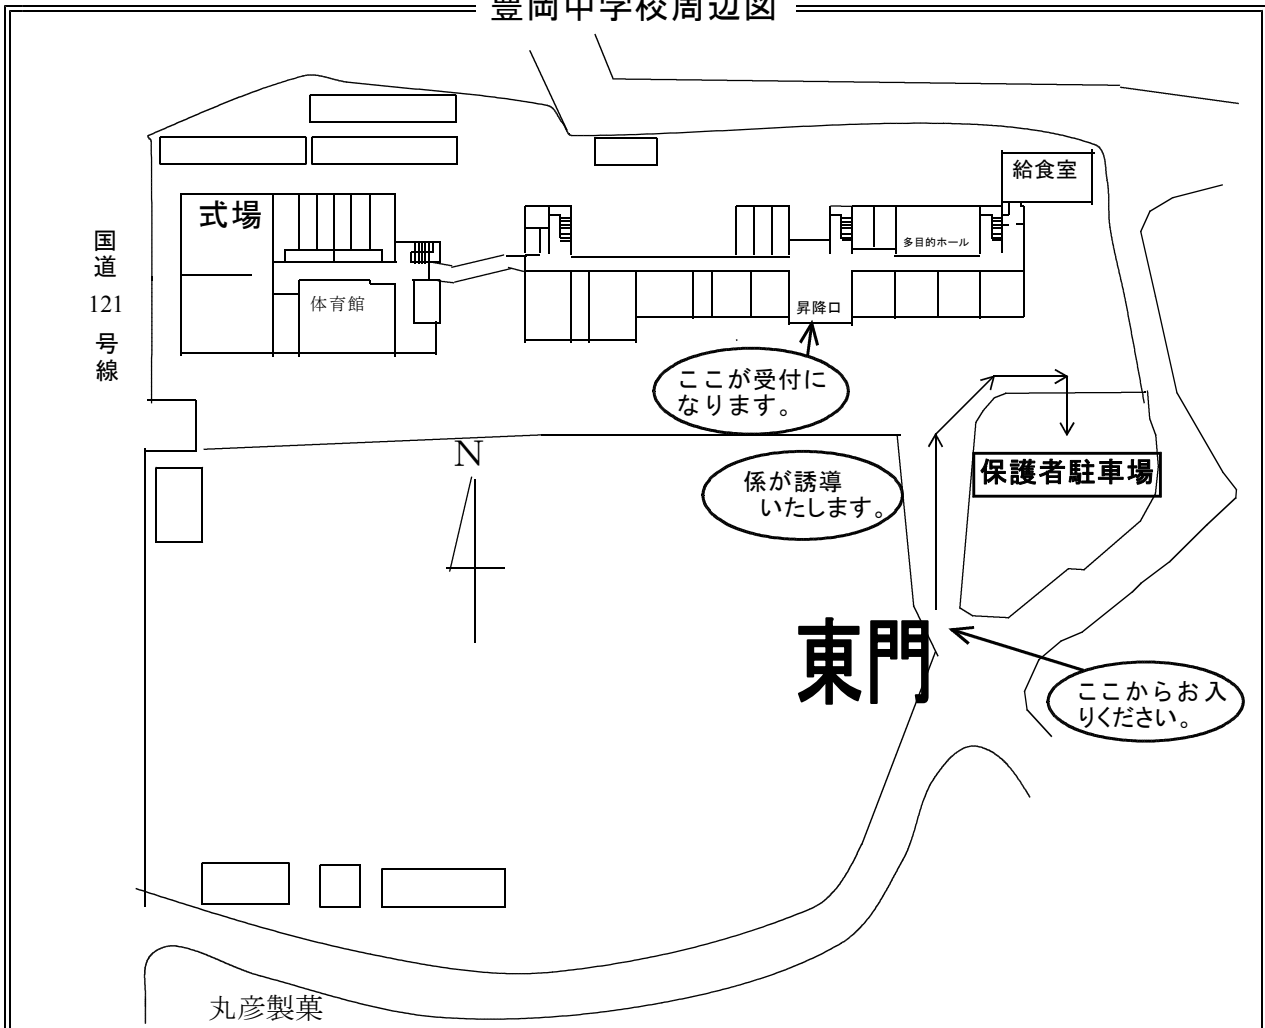 豊岡中学校周辺図
給食室
式場
多目的ホール
国
道
121
号
線
体育館
昇降口
ここが受付に
なります。
N
係が誘導
いたします。
保護者駐車場
東門
ここからお入
りください。
丸彦製菓